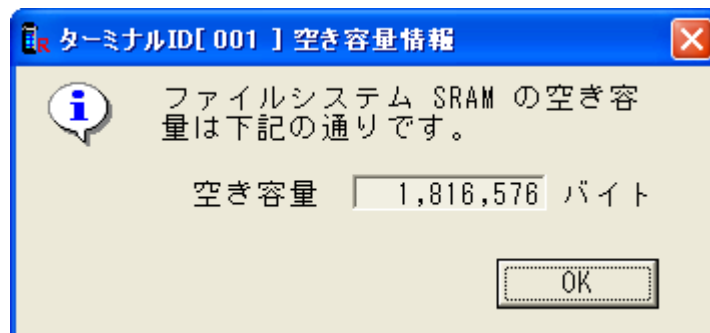 R ターミナルID[ 001 ] 空き容量情報
ファイルシステム SRAM の空き容
量は下記の通りです。
空き容量 1,816,576 バイト
OK